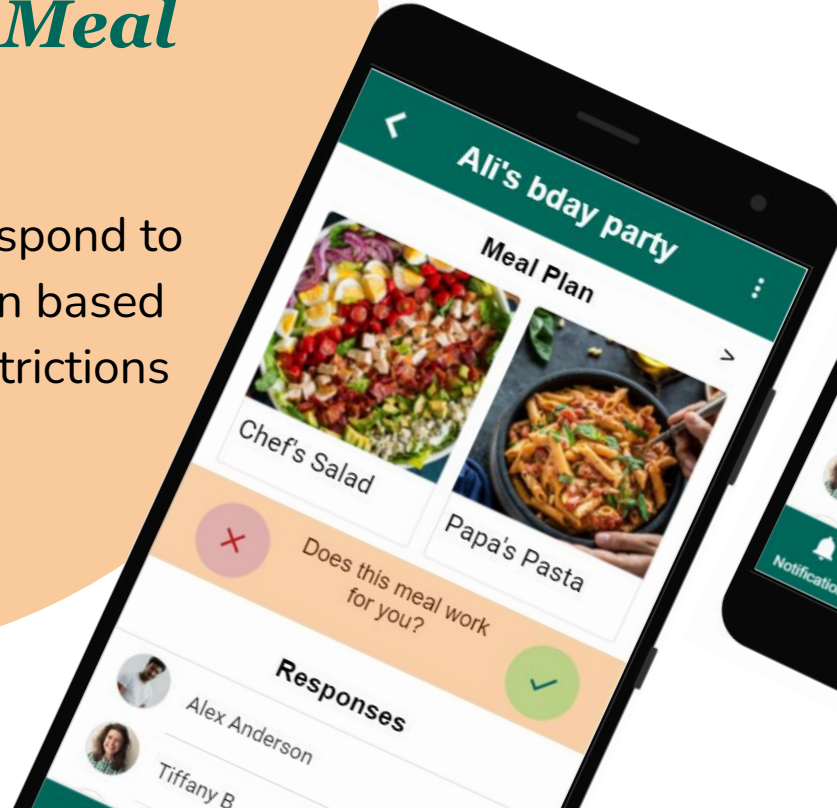 Meal
spond to
n based
trictions
Ali's bday party
Meal Plan
>
Chef's Salad
Papa's Pasta
Does this meal work
for you?
Responses
Alex Anderson
Tiffany B